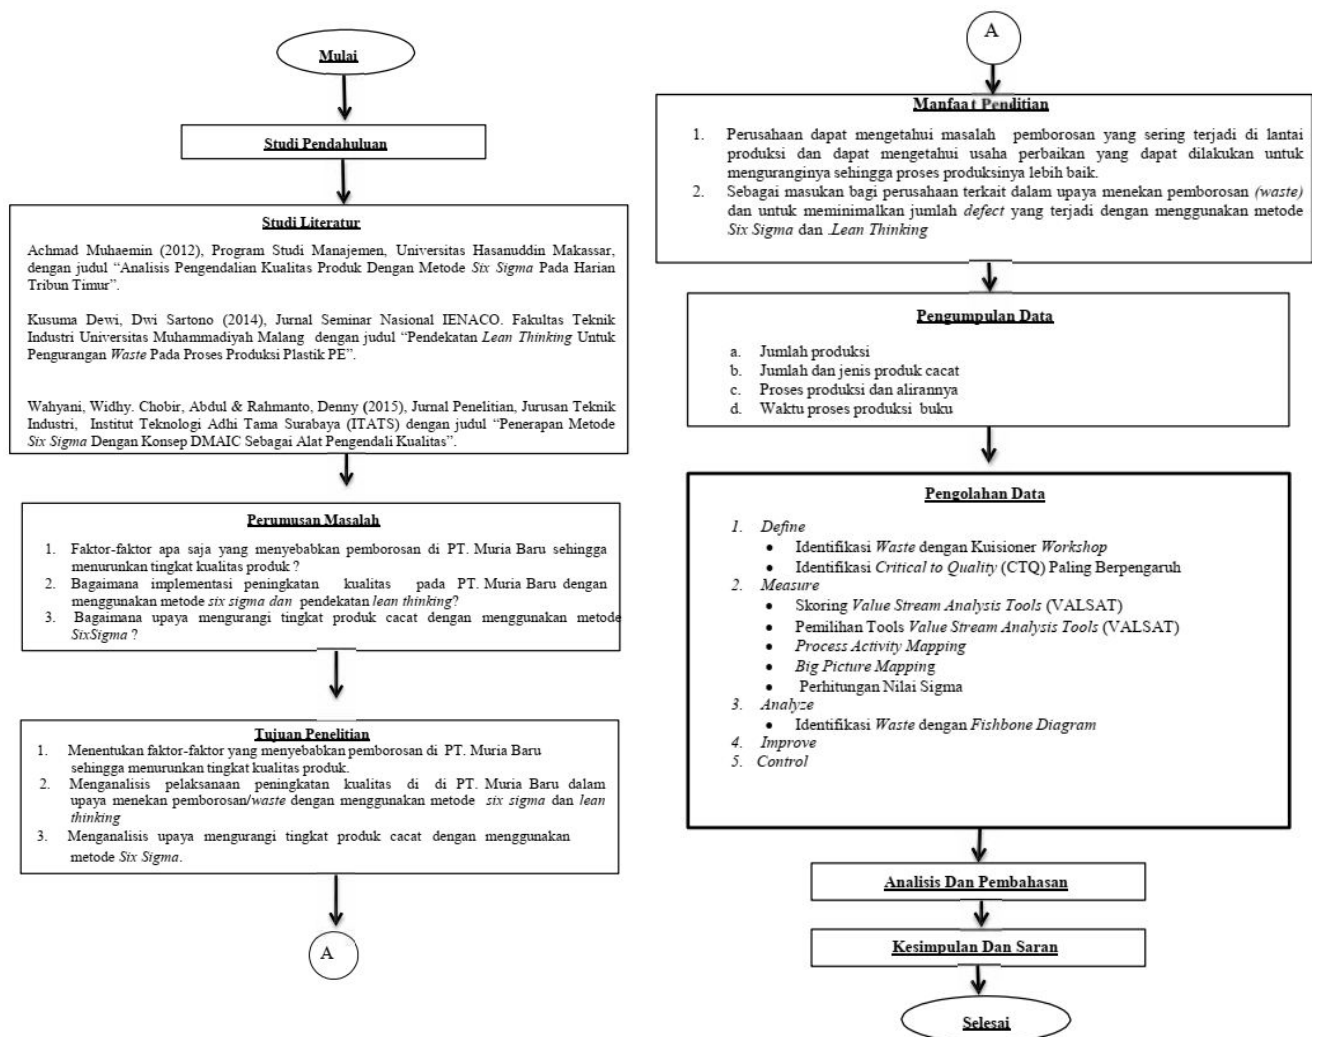 Mulai
Studi Pendahuluan
Studi Literatur
Achmad Muhaemin (2012), Program Studi Manajemen, Universitas Hasanuddin Makassar,
dengan judul “Analisis Pengendalian Kualitas Produk Dengan Metode Six Sigma Pada Harian
Tribun Timur”.
Kusuma Dewi, Dwi Sartono (2014), Jurnal Seminar Nasional IENACO. Fakultas Teknik
Industri Universitas Muhammadiyah Malang dengan judul “Pendekatan Lean Thinking Untuk
Pengurangan Waste Pada Proses Produksi Plastik PE”.
Wahyani, Widhy. Chobir, Abdul & Rahmanto, Denny (2015), Jurnal Penelitian, Jurusan Teknik
Industri, Institut Teknologi Adhi Tama Surabaya (ITATS) dengan judul “Penerapan Metode
Six Sigma Dengan Konsep DMAIC Sebagai Alat Pengendali Kualitas”.
Perumusan Masalah
1. Faktor-faktor apa saja yang menyebabkan pemborosan di PT. Muria Baru sehingga
menurunkan tingkat kualitas produk ?
2. Bagaimana implementasi peningkatan kualitas pada PT. Muria Baru dengan
menggunakan metode six sigma dan pendekatan lean thinking?
3. Bagaimana upaya mengurangi tingkat produk cacat dengan menggunakan metode
SixSigma ?
Tujuan Penelitian
1. Menentukan faktor-faktor yang menyebabkan pemborosan di PT. Muria Baru
sehingga menurunkan tingkat kualitas produk.
2. Menganalisis pelaksanaan peningkatan kualitas di di PT. Muria Baru dalam
upaya menekan pemborosan/waste dengan menggunakan metode six sigma dan lean
thinking
3. Menganalisis upaya mengurangi tingkat produk cacat dengan menggunakan
metode Six Sigma.
A
A
Manfaat Penditian
1. Perusahaan dapat mengetahui masalah pemborosan yang sering terjadi di lantai
produksi dan dapat mengetahui usaha perbaikan yang dapat dilakukan untuk
menguranginya sehingga proses produksinya lebih baik.
2. Sebagai masukan bagi perusahaan terkait dalam upaya menekan pemborosan (waste)
dan untuk meminimalkan jumlah defect yang terjadi dengan menggunakan metode
Six Sigma dan .Lean Thinking
Pengumpulan Data
a. Jumlah produksi
b. Jumlah dan jenis produk cacat
c. Proses produksi dan alirannya
d. Waktu proses produksi buku
Pengolahan Data
1. Define
• Identifikasi Waste dengan Kuisioner Workshop
• Identifikasi Critical to Quality (CTQ) Paling Berpengaruh
2. Measure
• Skoring Value Stream Analysis Tools (VALSAT)
• Pemilihan Tools Value Stream Analysis Tools (VALSAT)
• Process Activity Mapping
• Big Picture Mapping
• Perhitungan Nilai Sigma
3. Analyze
• Identifikasi Waste dengan Fishbone Diagram
4. Improve
5. Control
Analisis Dan Pembahasan
Kesimpulan Dan Saran
Selesai